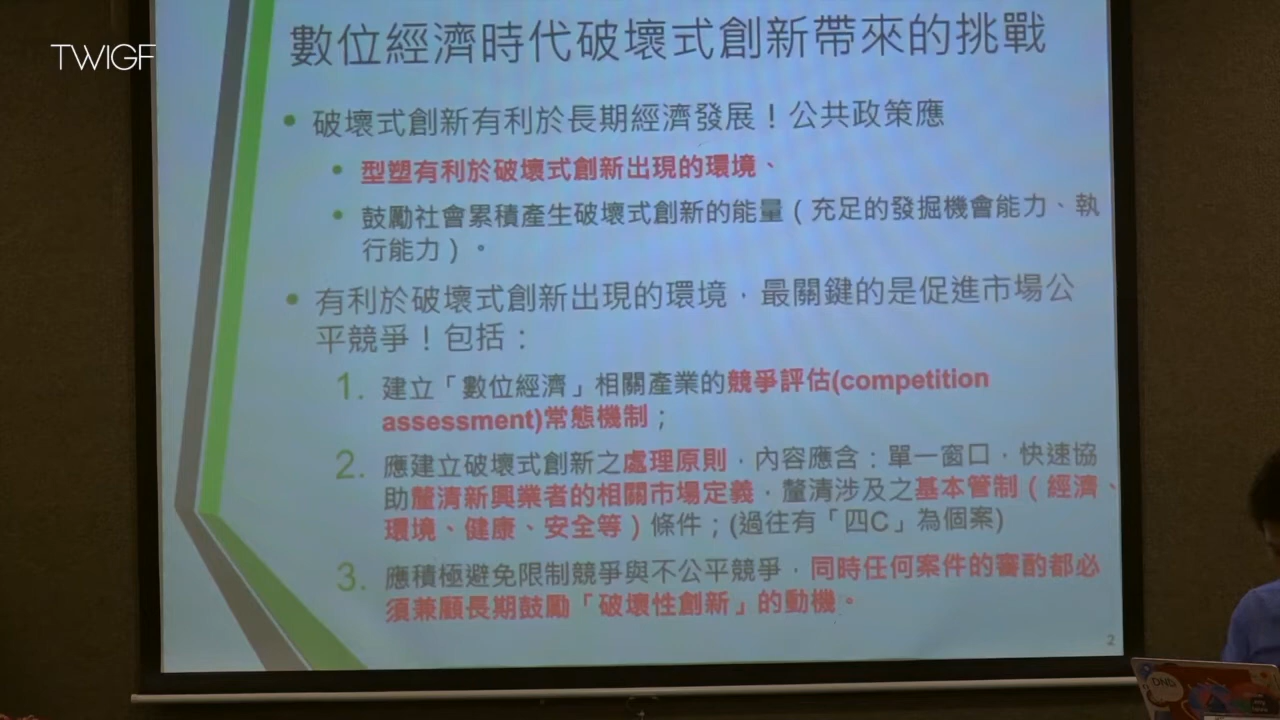 TWIGF
數位經濟時代破壞式創新帶來的挑戰
• 破壞式創新有利於長期經濟發展！公共政策應
• 型塑有利於破壞式創新出現的環境、
• 鼓勵社會累積產生破壞式創新的能量（充足的發掘機會能力、執
行能力）。
• 有利於破壞式創新出現的環境，最關鍵的是促進市場公
平競爭！包括：
1. 建立「數位經濟」相關產業的競爭評估(competition
assessment)常態機制；
2. 應建立破壞式創新之處理原則，內容應含：單一窗口，快速協
助釐清新興業者的相關市場定義，釐清涉及之基本管制（經濟、
環境、健康、安全等）條件；(過往有「四C」為個案)
3. 應積極避免限制競爭與不公平競爭，同時任何案件的審酌都必
須兼顧長期鼓勵「破壞性創新」的動機。
2